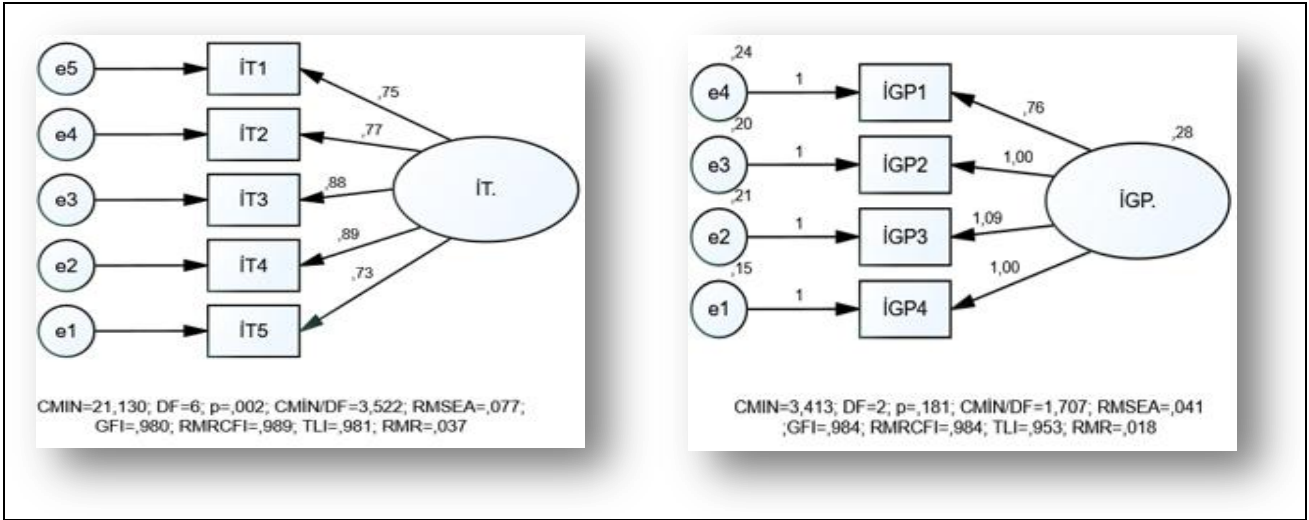 e5
İT1
,75
e4
İT2
,77
e3
İT3
,88
İT.
e2
İT4
,89
e1
İT5
,73
CMIN=21,130; DF=6; p=,002; CMİN/DF=3,522; RMSEA=,077;
GFI=,980; RMRCFI=,989; TLI=,981; RMR=,037
,24
e4
1
İGP1
,76
,28
,20
e3
1
İGP2
1,00
İGP.
,21
e2
1
İGP3
1,09
,15
e1
1
İGP4
1,00
CMIN=3,413; DF=2; p=,181; CMİN/DF=1,707; RMSEA=,041
;GFI=,984; RMRCFI=,984; TLI=,953; RMR=,018